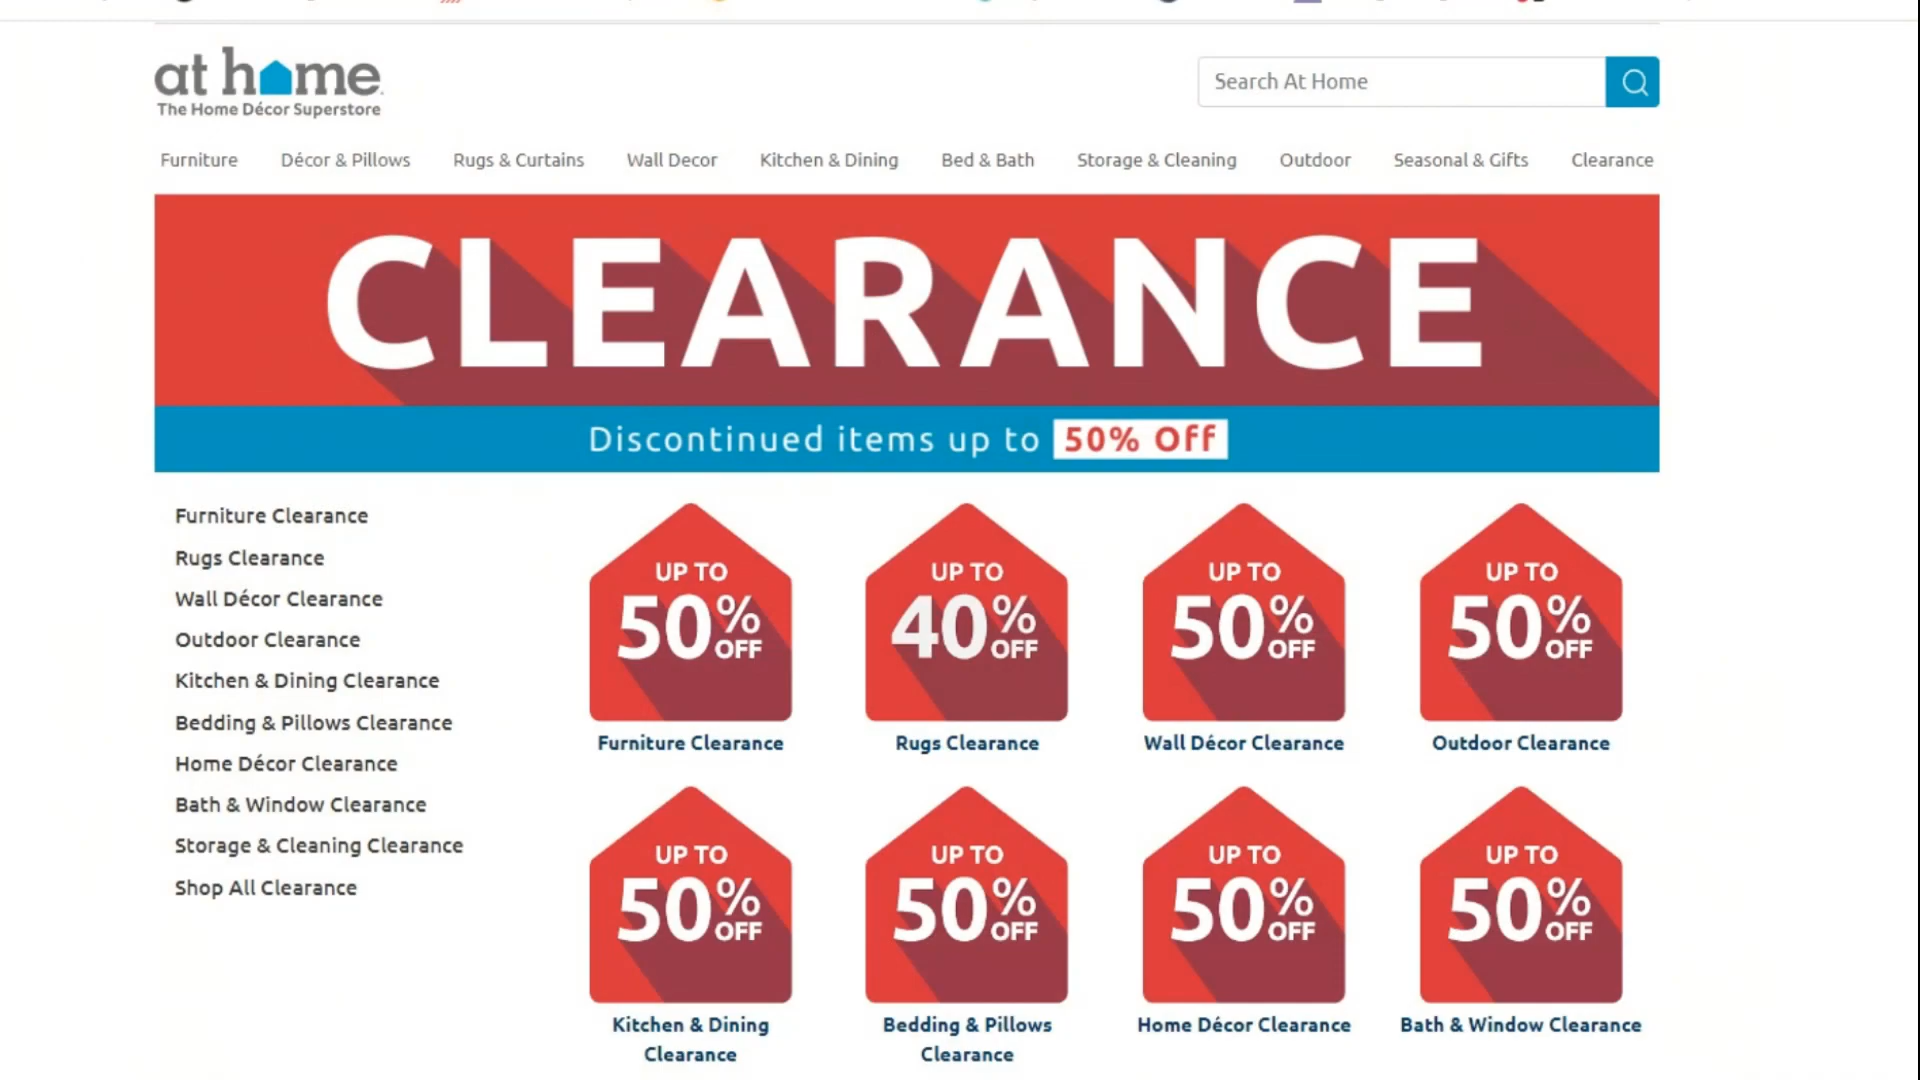 at home
The Home Décor Superstore
Search At Home
Furniture Décor & Pillows Rugs & Curtains Wall Decor Kitchen & Dining Bed & Bath Storage & Cleaning Outdoor Seasonal & Gifts Clearance
CLEARANCE
Discontinued items up to 50% Off
Furniture Clearance
Rugs Clearance
Wall Décor Clearance
Outdoor Clearance
Kitchen & Dining Clearance
Bedding & Pillows Clearance
Home Décor Clearance
Bath & Window Clearance
Storage & Cleaning Clearance
Shop All Clearance
UP TO
50% OFF
Furniture Clearance
UP TO
40% OFF
Rugs Clearance
UP TO
50% OFF
Wall Décor Clearance
UP TO
50% OFF
Outdoor Clearance
UP TO
50% OFF
Kitchen & Dining
Clearance
UP TO
50% OFF
Bedding & Pillows
Clearance
UP TO
50% OFF
Home Décor Clearance
UP TO
50% OFF
Bath & Window Clearance